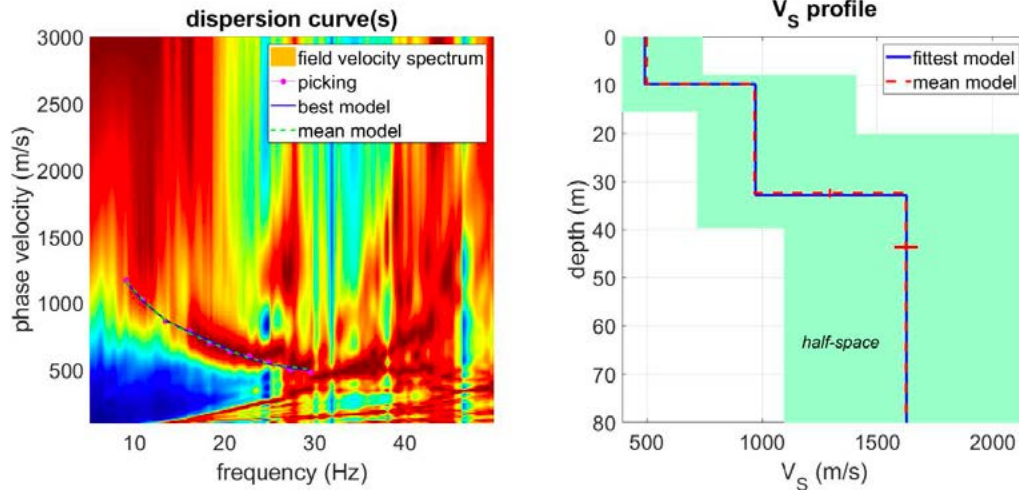 dispersion curve(s)
3000
2500
2000
1500
1000
500
phase velocity (m/s)
field velocity spectrum
picking
best model
mean model
10
20
30
40
frequency (Hz)
V_S profile
0
10
20
30
40
50
60
70
80
depth (m)
fittest model
mean model
half-space
500
1000
1500
2000
V_S (m/s)